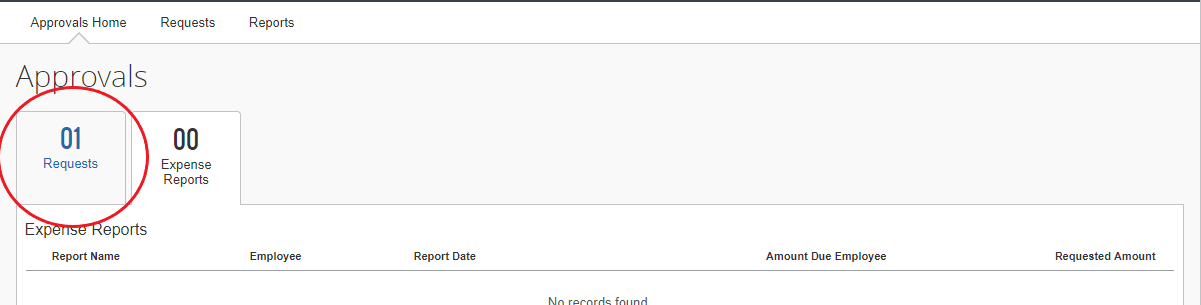 Approvals Home Requests Reports
Approvals
01
Requests
00
Expense
Reports
Expense Reports
Report Name Employee Report Date Amount Due Employee Requested Amount
No records found